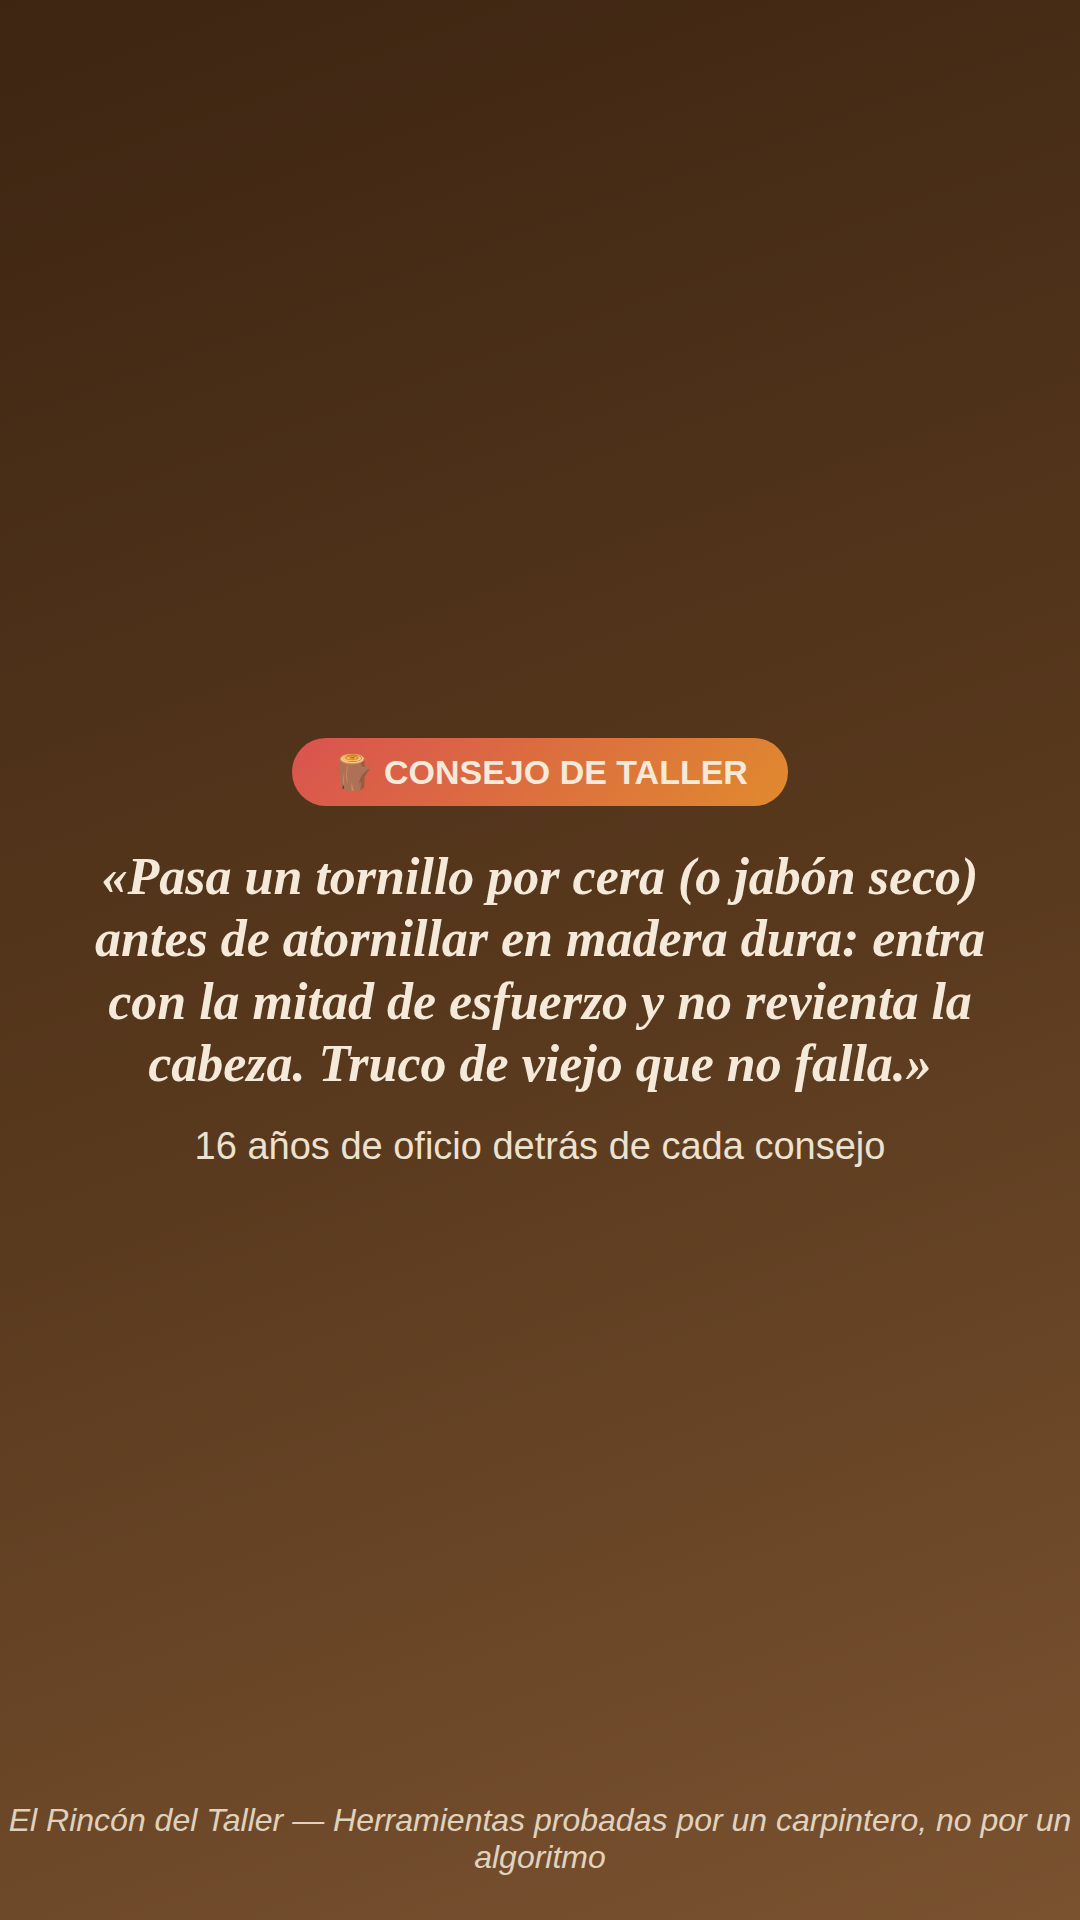 🪵 CONSEJO DE TALLER
«Pasa un tornillo por cera (o jabón seco)
antes de atornillar en madera dura: entra
con la mitad de esfuerzo y no revienta la
cabeza. Truco de viejo que no falla.»
16 años de oficio detrás de cada consejo
El Rincón del Taller — Herramientas probadas por un carpintero, no por un
algoritmo